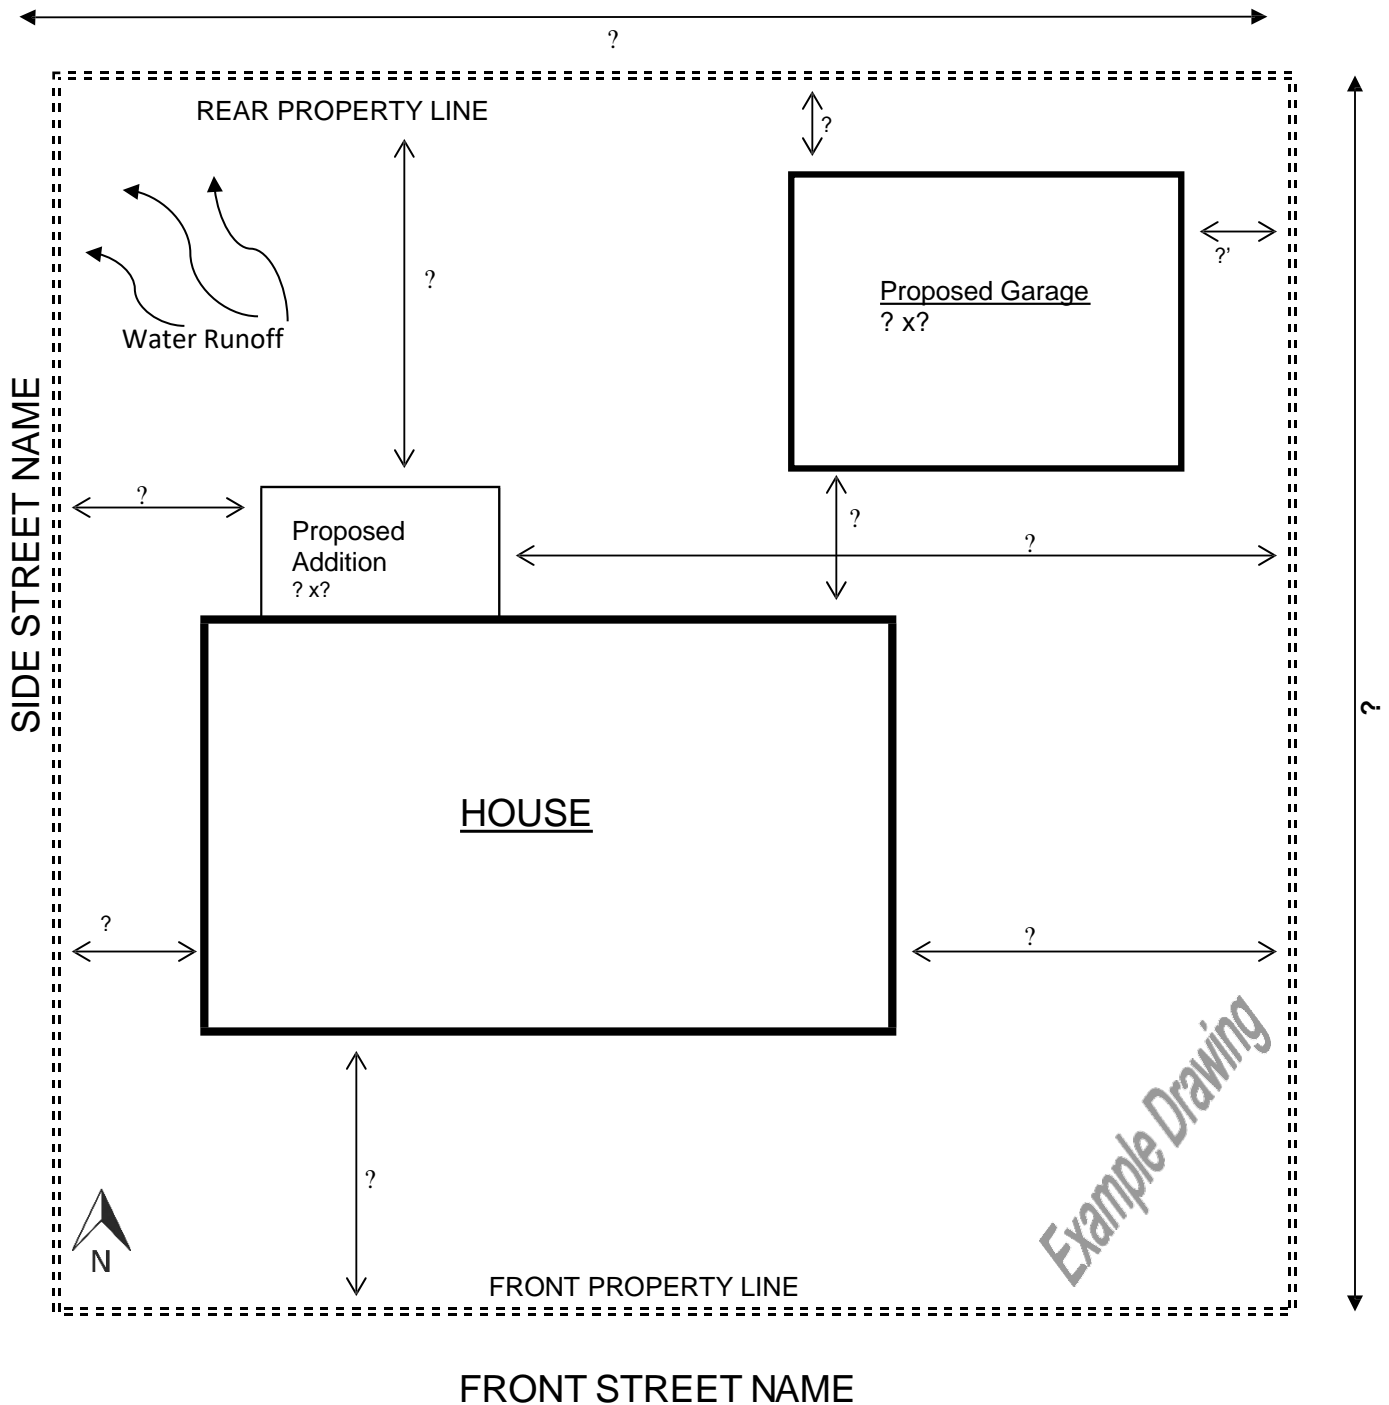 ?
REAR PROPERTY LINE
?
?
?’
Proposed Garage
? x?
Water Runoff
SIDE STREET NAME
?
?
?
Proposed
Addition
? x?
?
HOUSE
?
?
?
Example Drawing
?
N
FRONT PROPERTY LINE
FRONT STREET NAME